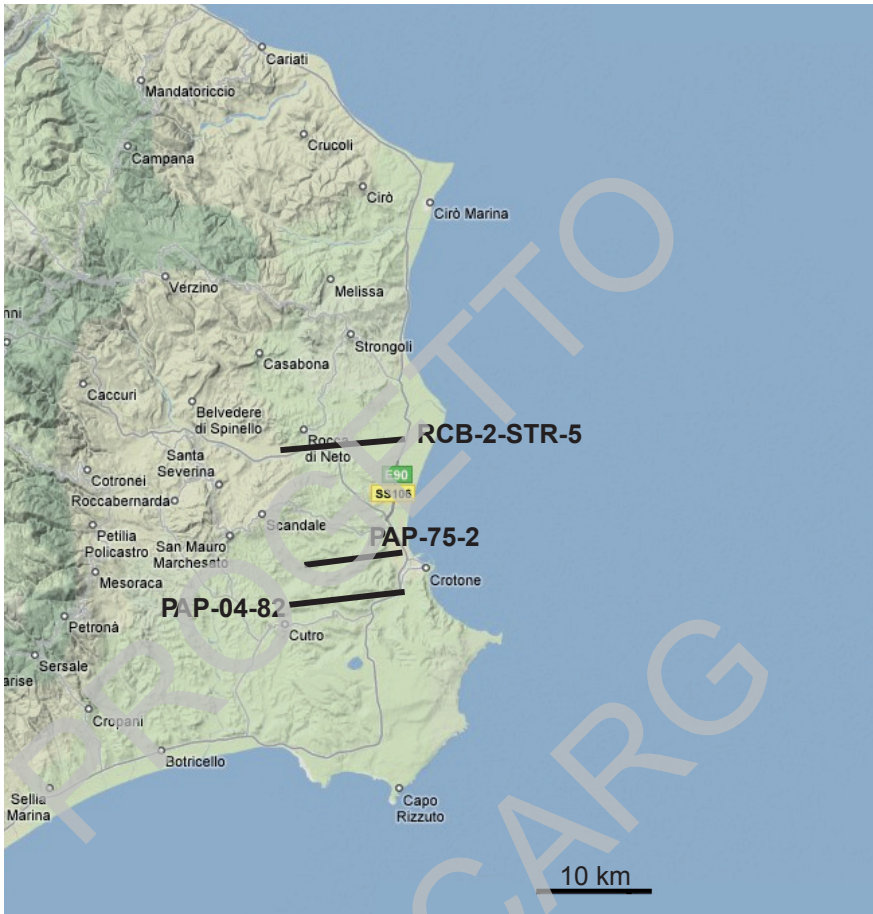 Cariati
Mandatoriccio
Crucoli
Campana
Cirò
Cirò Marina
Verzino
Melissa
nni
Strongoli
Casabona
Caccuri
Belvedere
di Spinello
RCB-2-STR-5
Rocca
di Neto
Santa
Severina
Cotronei
E90
SS106
Roccabernarda
Scandale
Petilia
Policastro
PAP-75-2
San Mauro
Marchesato
Mesoraca
Crotone
PAP-04-82
Petronà
Cutro
Sersale
arise
Cropani
Botricello
Sellia
Marina
Capo
Rizzuto
10 km
PROGETTO
CARG